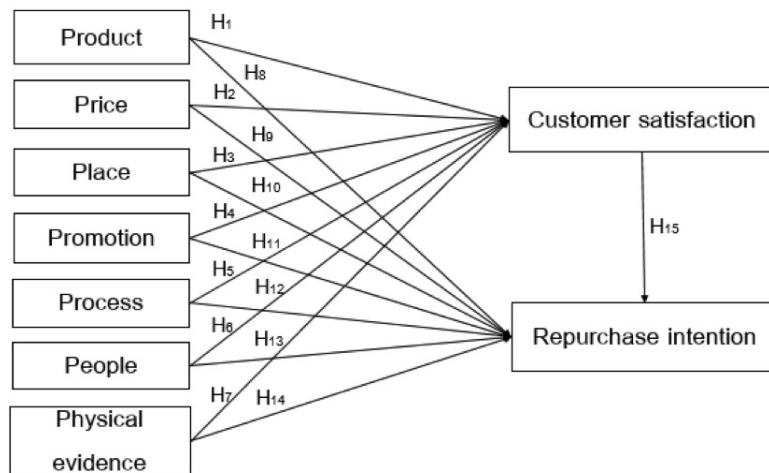 Product
H1
H8
Price
H2
Customer satisfaction
H9
H3
Place
H10
H4
Promotion
H11
H15
H5
Process
H12
H6
H13
Repurchase intention
People
H7
H14
Physical
evidence